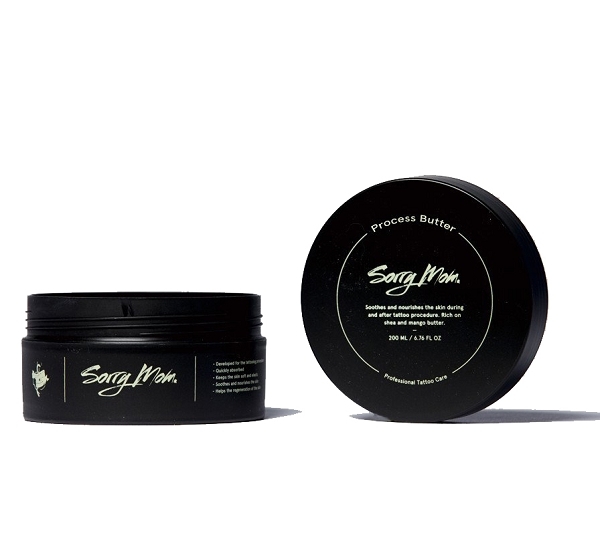 Process Butter
Sorry Mom.
Soothes and nourishes the skin during
and after tattoo procedure. Rich on
shea and mango butter.
200 ML / 6.76 FL OZ
Professional Tattoo Care
Sorry Mom.
- Developed for the tattooing
- Quickly absorbed
- Keeps the skin soft
- Soothes and nourishes the
- Helps the regeneration of the